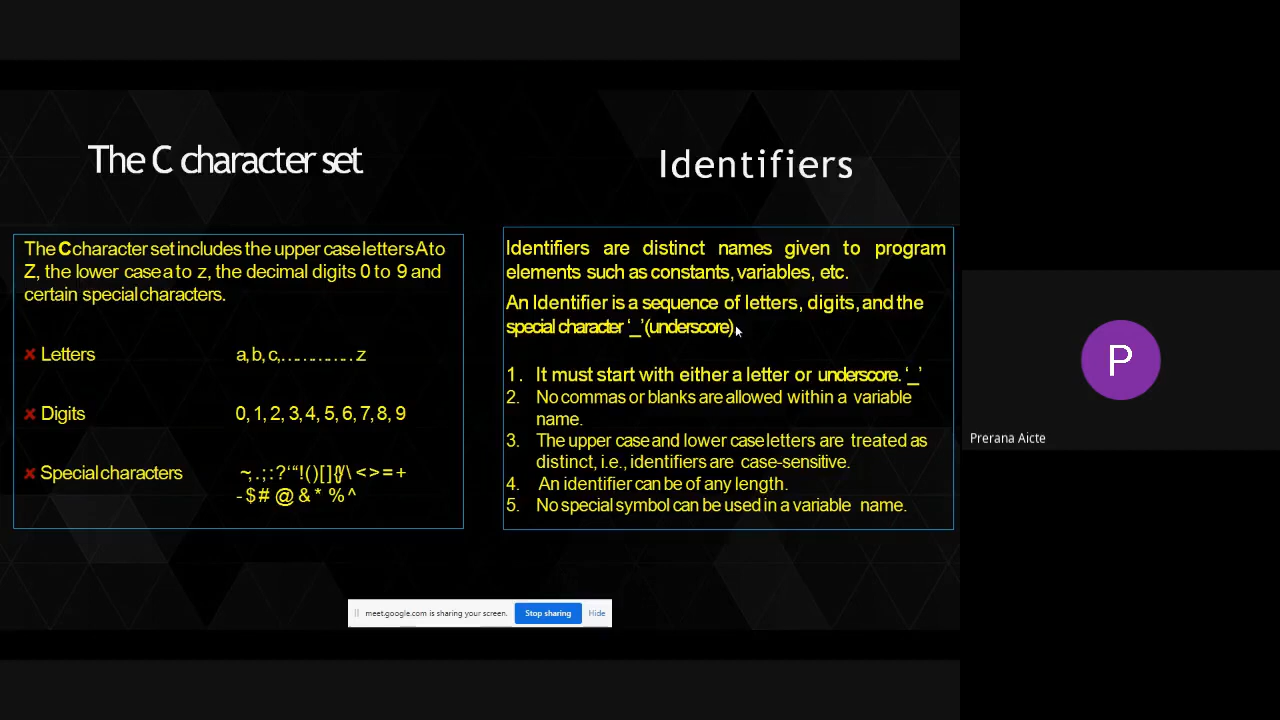 The C character set
The C character set includes the upper case letters A to
Z, the lower case a to z, the decimal digits 0 to 9 and
certain special characters.
Letters a, b, c,…………..z
Digits 0, 1, 2, 3, 4, 5, 6, 7, 8, 9
Special characters ~,.;:?‘“!()[]{}/\<>=+
-$#@&*%^
Identifiers
Identifiers are distinct names given to program
elements such as constants, variables, etc.
An Identifier is a sequence of letters, digits, and the
special character ‘_’(underscore).
1. It must start with either a letter or underscore. ‘_’
2. No commas or blanks are allowed within a variable
name.
3. The upper case and lower case letters are treated as
distinct, i.e., identifiers are case-sensitive.
4. An identifier can be of any length.
5. No special symbol can be used in a variable name.
meet.google.com is sharing your screen. Stop sharing Hide
P
Prerana Aicte